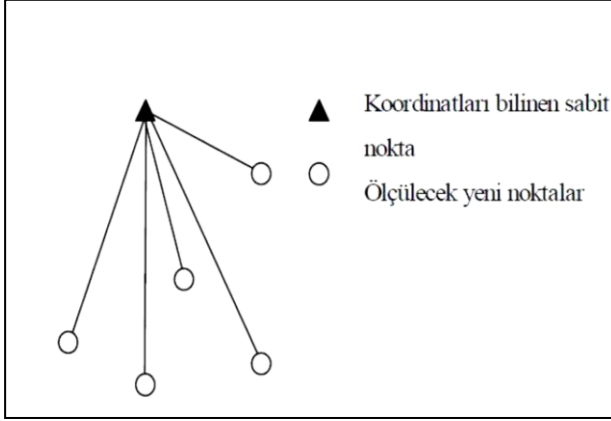 Koordinatları bilinen sabit
nokta
Ölçülecek yeni noktalar